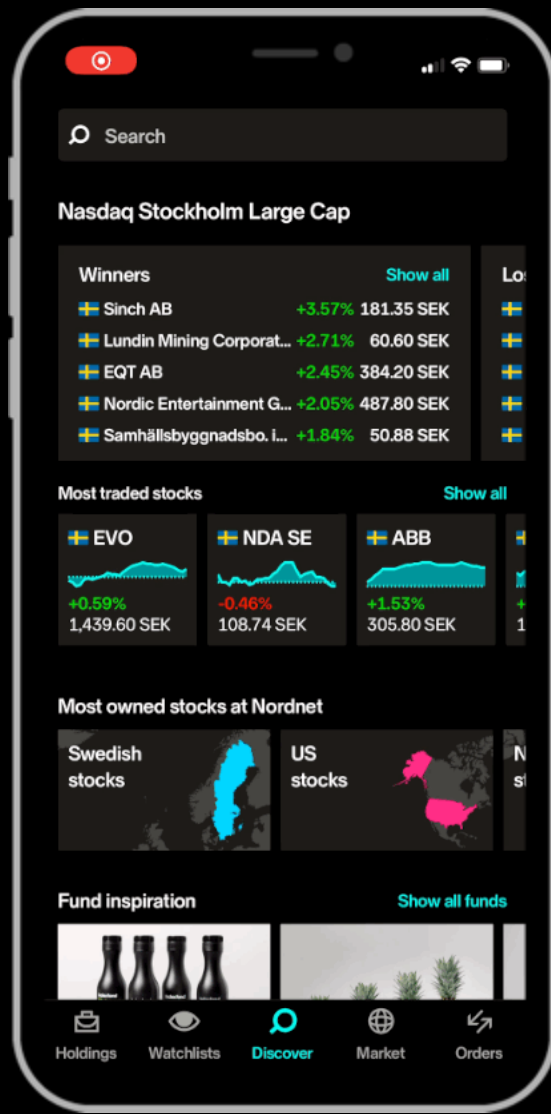 Search
Nasdaq Stockholm Large Cap
Winners Show all
Sinch AB +3.57% 181.35 SEK
Lundin Mining Corporat... +2.71% 60.60 SEK
EQT AB +2.45% 384.20 SEK
Nordic Entertainment G... +2.05% 487.80 SEK
Samhällsbyggnadsbo. i... +1.84% 50.88 SEK
Los
Most traded stocks Show all
EVO
+0.59%
1,439.60 SEK
NDA SE
-0.46%
108.74 SEK
ABB
+1.53%
305.80 SEK
+
1
Most owned stocks at Nordnet
Swedish
stocks
US
stocks
N
st
Fund inspiration Show all funds
Holdings Watchlists Discover Market Orders